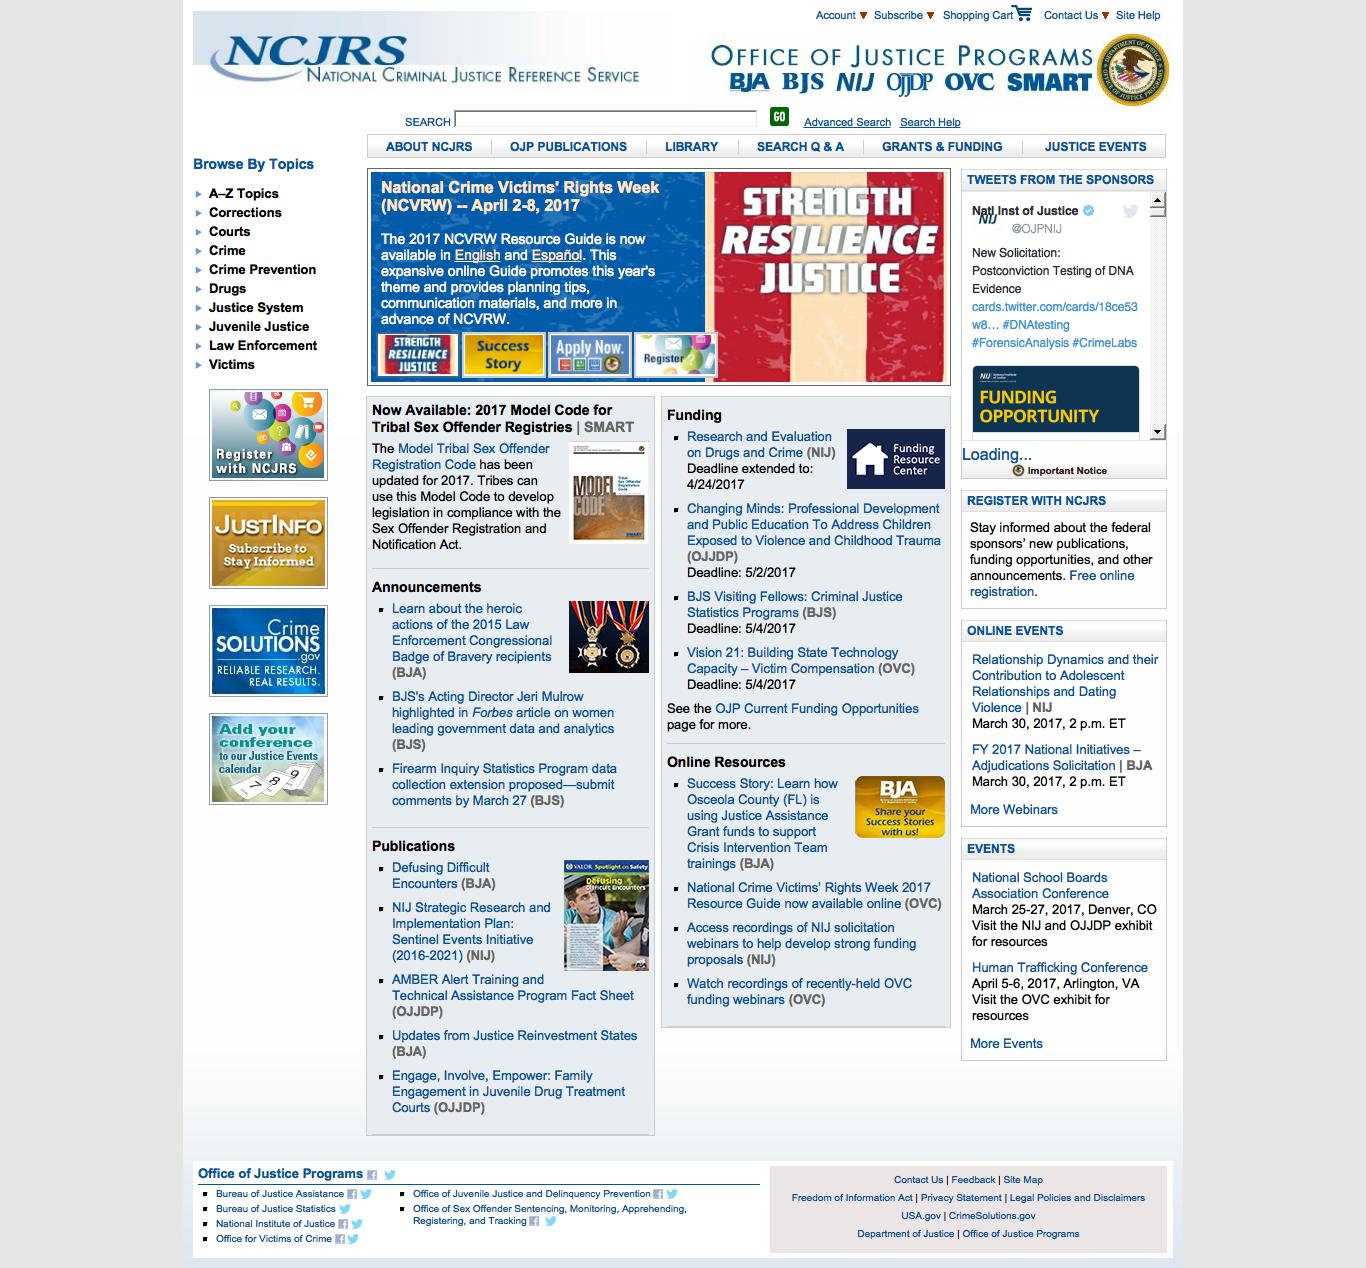 Account Subscribe Shopping Cart Contact Us Site Help
NCJRS
NATIONAL CRIMINAL JUSTICE REFERENCE SERVICE
OFFICE OF JUSTICE PROGRAMS
BJA BJS NIJ OJJDP OVC SMART
SEARCH GO Advanced Search Search Help
ABOUT NCJRS OJP PUBLICATIONS LIBRARY SEARCH Q & A GRANTS & FUNDING JUSTICE EVENTS
Browse By Topics
A–Z Topics
Corrections
Courts
Crime
Crime Prevention
Drugs
Justice System
Juvenile Justice
Law Enforcement
Victims
Register
with NCJRS
JUSTINFO
Subscribe to
Stay Informed
Crime
SOLUTIONS
.gov
RELIABLE RESEARCH.
REAL RESULTS.
Add your
conference
to our Justice Events
calendar
7 8 9
National Crime Victims' Rights Week
(NCVRW) -- April 2-8, 2017
The 2017 NCVRW Resource Guide is now
available in English and Español. This
expansive online Guide promotes this year's
theme and provides planning tips,
communication materials, and more in
advance of NCVRW.
STRENGTH
RESILIENCE
JUSTICE
STRENGTH
RESILIENCE
JUSTICE
Success
Story
Apply Now.
Register
Now Available: 2017 Model Code for
Tribal Sex Offender Registries | SMART
The Model Tribal Sex Offender
Registration Code has been
updated for 2017. Tribes can
use this Model Code to develop
legislation in compliance with the
Sex Offender Registration and
Notification Act.
MODEL
CODE
Announcements
Learn about the heroic
actions of the 2015 Law
Enforcement Congressional
Badge of Bravery recipients
(BJA)
BJS's Acting Director Jeri Mulrow
highlighted in Forbes article on women
leading government data and analytics
(BJS)
Firearm Inquiry Statistics Program data
collection extension proposed—submit
comments by March 27 (BJS)
Publications
Defusing Difficult
Encounters (BJA)
NIJ Strategic Research and
Implementation Plan:
Sentinel Events Initiative
(2016-2021) (NIJ)
AMBER Alert Training and
Technical Assistance Program Fact Sheet
(OJJDP)
Updates from Justice Reinvestment States
(BJA)
Engage, Involve, Empower: Family
Engagement in Juvenile Drug Treatment
Courts (OJJDP)
VALOR Spotlight on Safety
Defusing
Difficult Encounters
BJA
Funding
Research and Evaluation
on Drugs and Crime (NIJ)
Deadline extended to:
4/24/2017
Funding
Resource
Center
Changing Minds: Professional Development
and Public Education To Address Children
Exposed to Violence and Childhood Trauma
(OJJDP)
Deadline: 5/2/2017
BJS Visiting Fellows: Criminal Justice
Statistics Programs (BJS)
Deadline: 5/4/2017
Vision 21: Building State Technology
Capacity – Victim Compensation (OVC)
Deadline: 5/4/2017
See the OJP Current Funding Opportunities
page for more.
Online Resources
Success Story: Learn how
Osceola County (FL) is
using Justice Assistance
Grant funds to support
Crisis Intervention Team
trainings (BJA)
BJA
Share your
Success Stories
with us!
National Crime Victims' Rights Week 2017
Resource Guide now available online (OVC)
Access recordings of NIJ solicitation
webinars to help develop strong funding
proposals (NIJ)
Watch recordings of recently-held OVC
funding webinars (OVC)
TWEETS FROM THE SPONSORS
Natl Inst of Justice
NIJ
@OJPNIJ
New Solicitation:
Postconviction Testing of DNA
Evidence
cards.twitter.com/cards/18ce53
w8… #DNAtesting
#ForensicAnalysis #CrimeLabs
NIJ
FUNDING
OPPORTUNITY
Loading...
Important Notice
REGISTER WITH NCJRS
Stay informed about the federal
sponsors' new publications,
funding opportunities, and other
announcements. Free online
registration.
ONLINE EVENTS
Relationship Dynamics and their
Contribution to Adolescent
Relationships and Dating
Violence | NIJ
March 30, 2017, 2 p.m. ET
FY 2017 National Initiatives –
Adjudications Solicitation | BJA
March 30, 2017, 2 p.m. ET
More Webinars
EVENTS
National School Boards
Association Conference
March 25-27, 2017, Denver, CO
Visit the NIJ and OJJDP exhibit
for resources
Human Trafficking Conference
April 5-6, 2017, Arlington, VA
Visit the OVC exhibit for
resources
More Events
Office of Justice Programs
Bureau of Justice Assistance
Bureau of Justice Statistics
National Institute of Justice
Office for Victims of Crime
Office of Juvenile Justice and Delinquency Prevention
Office of Sex Offender Sentencing, Monitoring, Apprehending,
Registering, and Tracking
Contact Us | Feedback | Site Map
Freedom of Information Act | Privacy Statement | Legal Policies and Disclaimers
USA.gov | CrimeSolutions.gov
Department of Justice | Office of Justice Programs